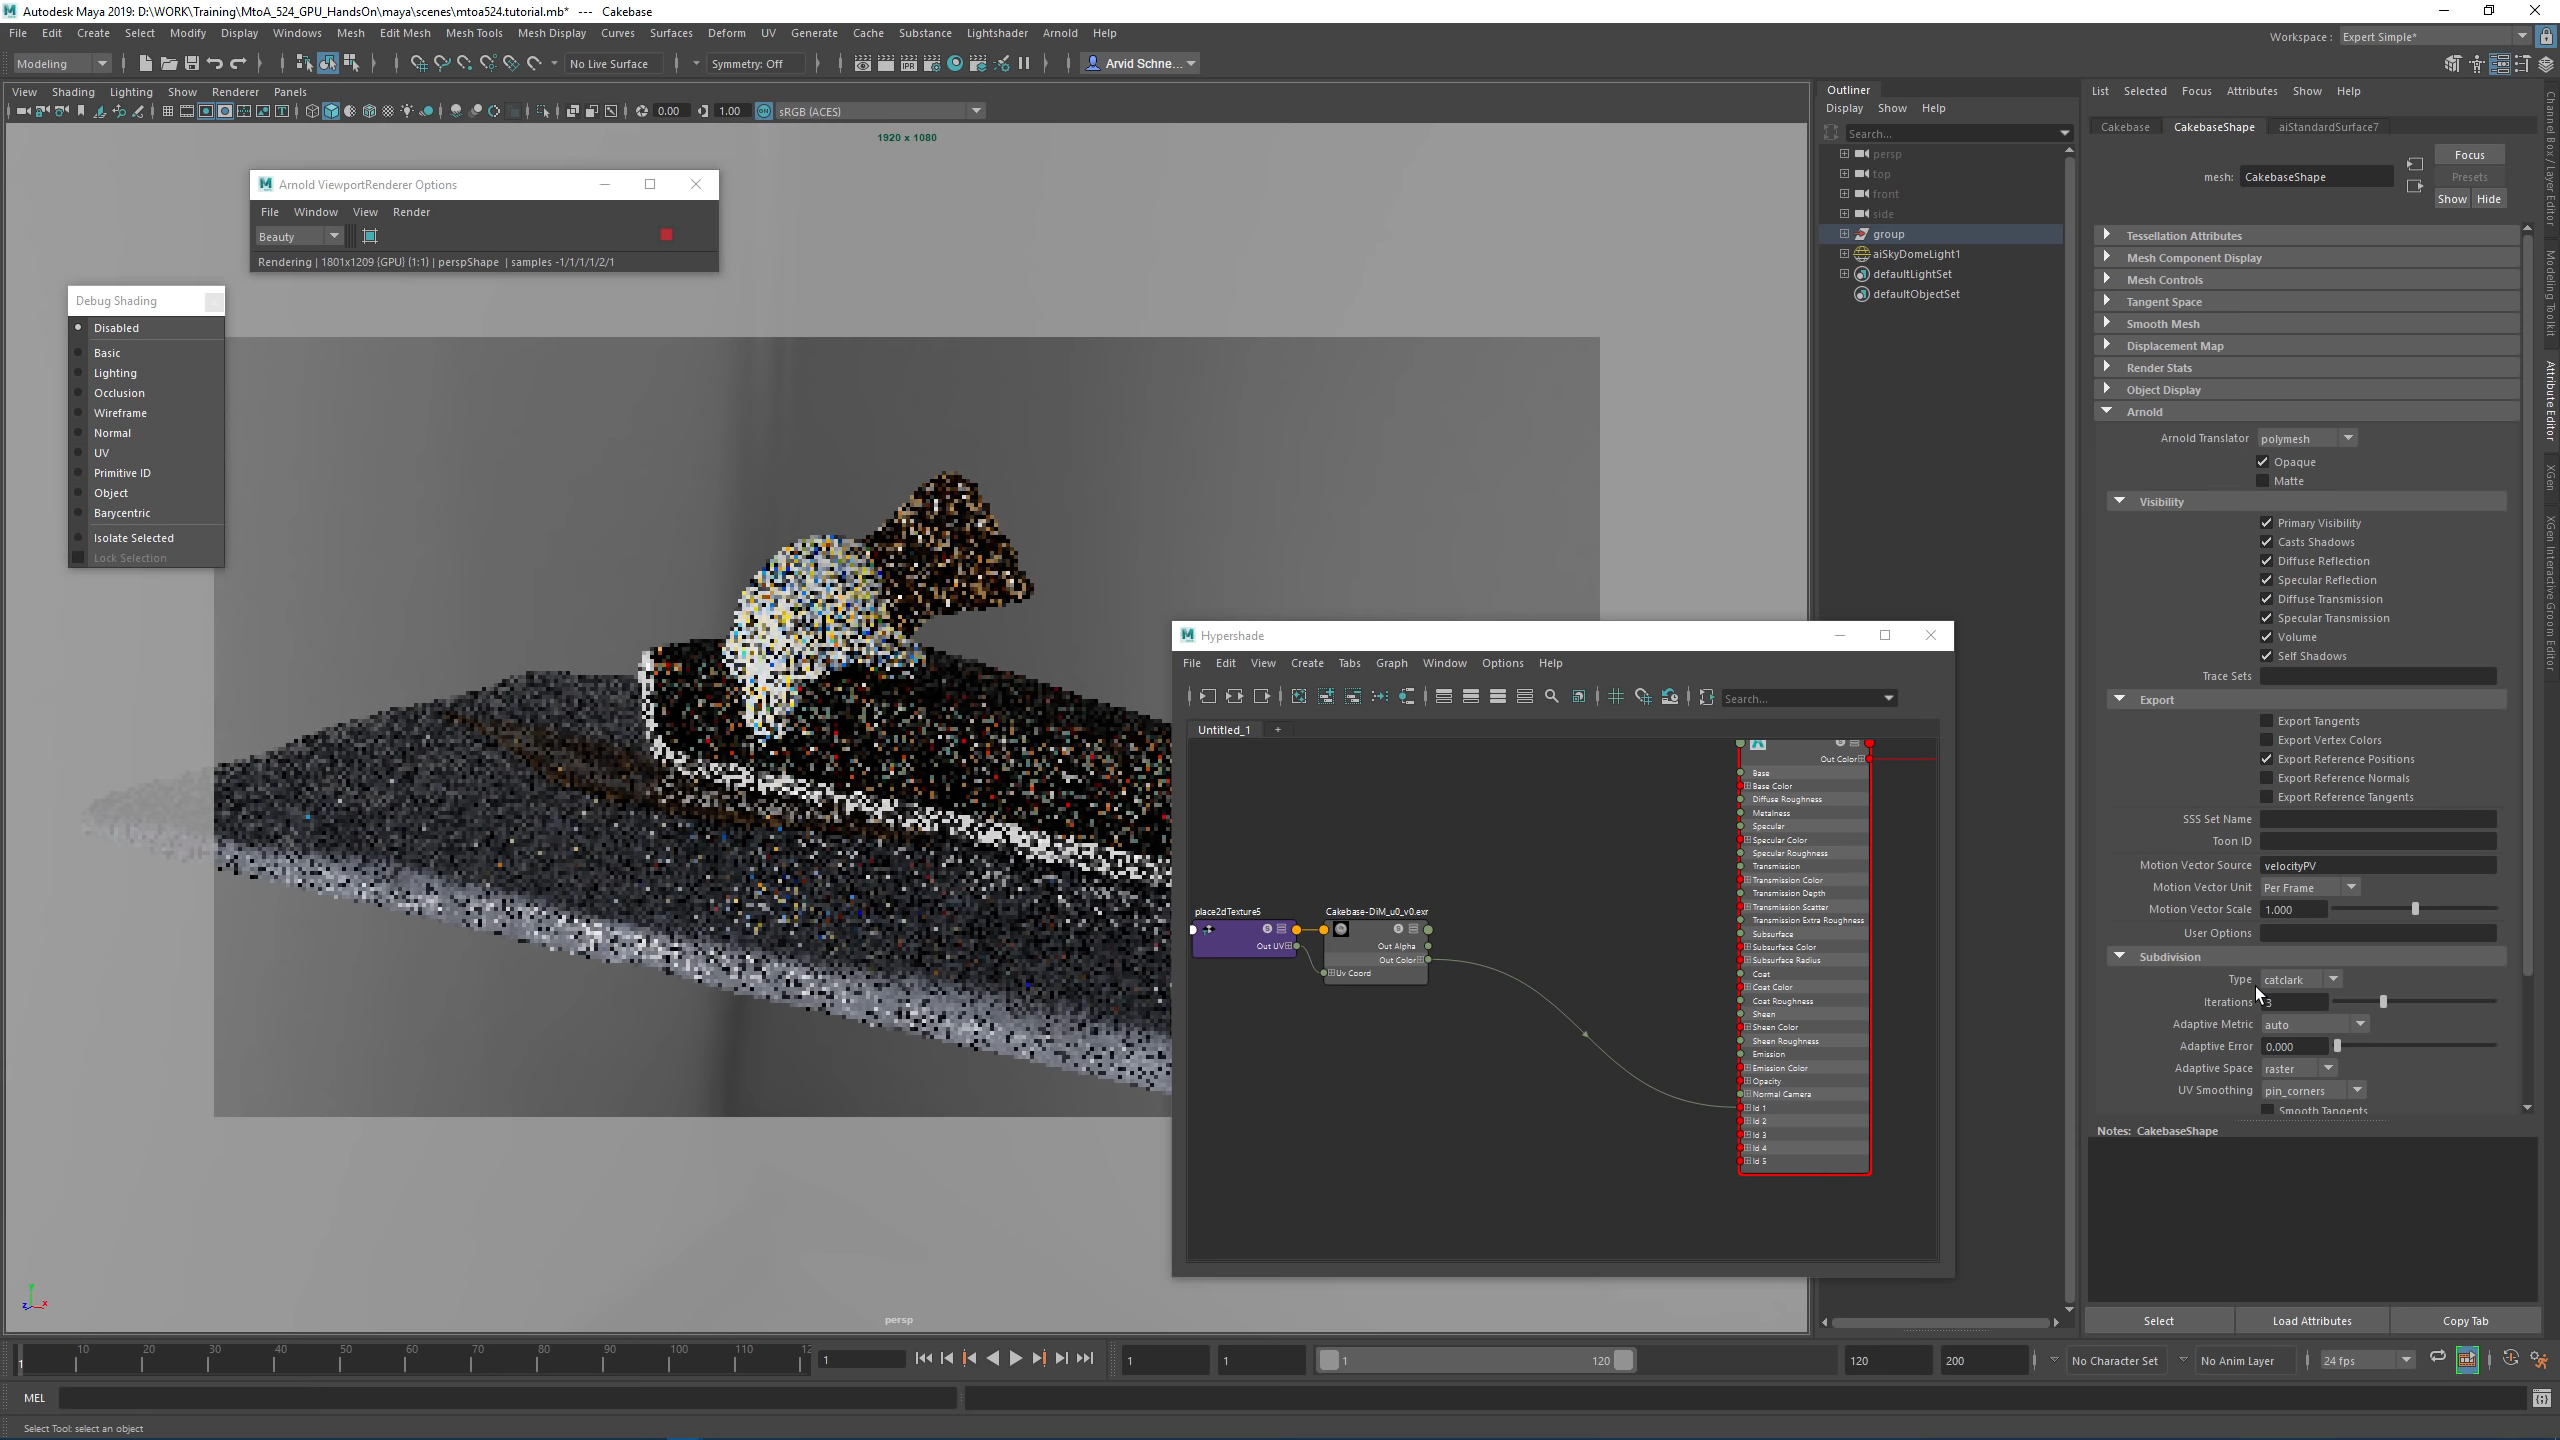 Autodesk Maya 2019: D:\WORK\Training\MtoA_524_GPU_HandsOn\maya\scenes\mtoa524.tutorial.mb* --- Cakebase
File Edit Create Select Modify Display Windows Mesh Edit Mesh Mesh Tools Mesh Display Curves Surfaces Deform UV Generate Cache Substance Lightshader Arnold Help
Workspace : Expert Simple*
Modeling No Live Surface Symmetry: Off Arvid Schne...
View Shading Lighting Show Renderer Panels
0.00 1.00 sRGB (ACES)
1920 x 1080
Arnold ViewportRenderer Options
File Window View Render
Beauty
Rendering | 1801x1209 {GPU} (1:1) | perspShape | samples -1/1/1/1/2/1
Debug Shading
Disabled
Basic
Lighting
Occlusion
Wireframe
Normal
UV
Primitive ID
Object
Barycentric
Isolate Selected
Lock Selection
persp
Outliner
Display Show Help
Search...
persp
top
front
side
group
aiSkyDomeLight1
defaultLightSet
defaultObjectSet
Hypershade
File Edit View Create Tabs Graph Window Options Help
Search...
Untitled_1 +
place2dTexture5
Out UV
Cakebase-DiM_u0_v0.exr
Out Alpha
Out Color
Uv Coord
Out Color
Base
Base Color
Diffuse Roughness
Metalness
Specular
Specular Color
Specular Roughness
Transmission
Transmission Color
Transmission Depth
Transmission Scatter
Transmission Extra Roughness
Subsurface
Subsurface Color
Subsurface Radius
Coat
Coat Color
Coat Roughness
Sheen
Sheen Color
Sheen Roughness
Emission
Emission Color
Opacity
Normal Camera
Id 1
Id 2
Id 3
Id 4
Id 5
List Selected Focus Attributes Show Help
Cakebase CakebaseShape aiStandardSurface7
mesh: CakebaseShape
Focus
Presets
Show Hide
Tessellation Attributes
Mesh Component Display
Mesh Controls
Tangent Space
Smooth Mesh
Displacement Map
Render Stats
Object Display
Arnold
Arnold Translator polymesh
Opaque
Matte
Visibility
Primary Visibility
Casts Shadows
Diffuse Reflection
Specular Reflection
Diffuse Transmission
Specular Transmission
Volume
Self Shadows
Trace Sets
Export
Export Tangents
Export Vertex Colors
Export Reference Positions
Export Reference Normals
Export Reference Tangents
SSS Set Name
Toon ID
Motion Vector Source velocityPV
Motion Vector Unit Per Frame
Motion Vector Scale 1.000
User Options
Subdivision
Type catclark
Iterations 3
Adaptive Metric auto
Adaptive Error 0.000
Adaptive Space raster
UV Smoothing pin_corners
Smooth Tangents
Notes: CakebaseShape
Select Load Attributes Copy Tab
Channel Box / Layer Editor
Modeling Toolkit
Attribute Editor
XGen
XGen Interactive Groom Editor
1 10 20 30 40 50 60 70 80 90 100 110 12
1 1 1 1 120 120 200 No Character Set No Anim Layer 24 fps
MEL
Select Tool: select an object